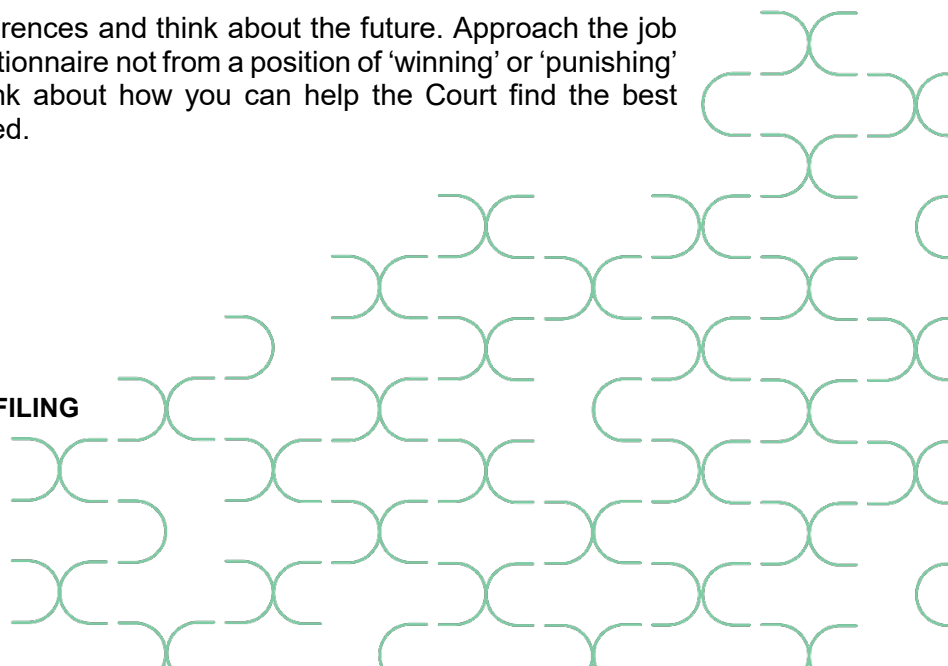 rences and think about the future. Approach the job
tionnaire not from a position of ‘winning’ or ‘punishing’
nk about how you can help the Court find the best
ed.
FILING